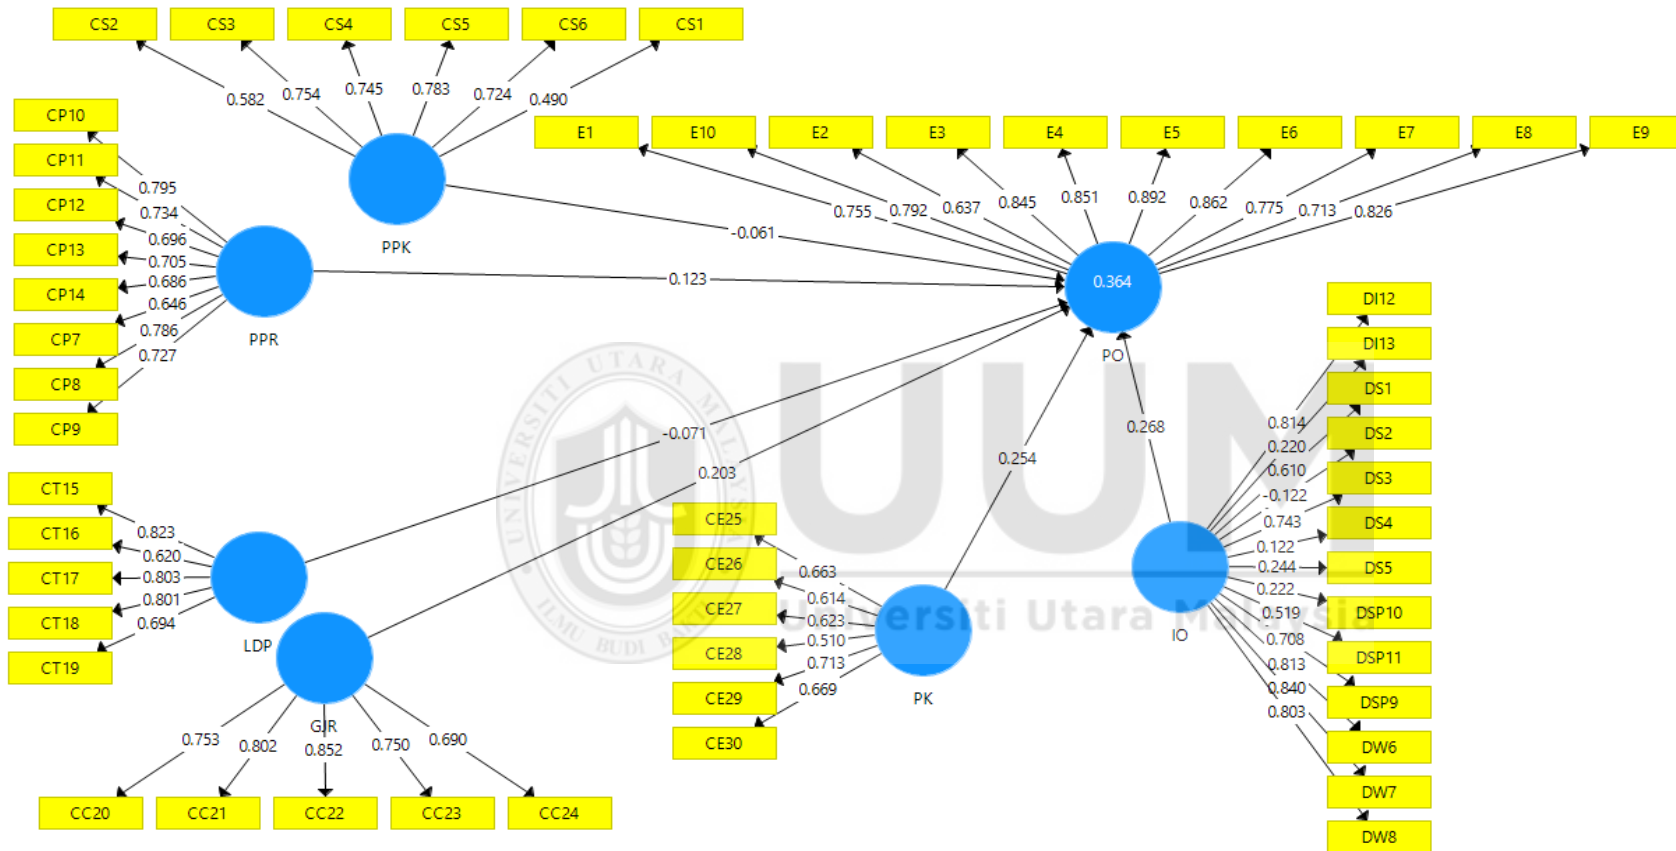 CS2 CS3 CS4 CS5 CS6 CS1
0.582 0.754 0.745 0.783 0.724 0.490
PPK
CP10
CP11
CP12
CP13
CP14
CP7
CP8
CP9
0.795
0.734
0.696
0.705
0.686
0.646
0.786
0.727
PPR
E1 E10 E2 E3 E4 E5 E6 E7 E8 E9
0.755 0.792 0.637 0.845 0.851 0.892 0.862 0.775 0.713 0.826
0.364
PO
-0.061
0.123
-0.071
0.203
0.254
0.268
CT15
CT16
CT17
CT18
CT19
0.823
0.620
0.803
0.801
0.694
LDP
GJR
0.753 0.802 0.852 0.750 0.690
CC20 CC21 CC22 CC23 CC24
CE25
CE26
CE27
CE28
CE29
CE30
0.663
0.614
0.623
0.510
0.713
0.669
PK
DI12
DI13
DS1
DS2
DS3
DS4
DS5
DSP10
DSP11
DSP9
DW6
DW7
DW8
0.814
0.220
0.610
-0.122
0.743
0.122
0.244
0.222
0.519
0.708
0.813
0.840
0.803
IO
UNIVERSITI UTARA MALAYSIA
ILMU BUDI BAKTI
UUM
Universiti Utara Malaysia